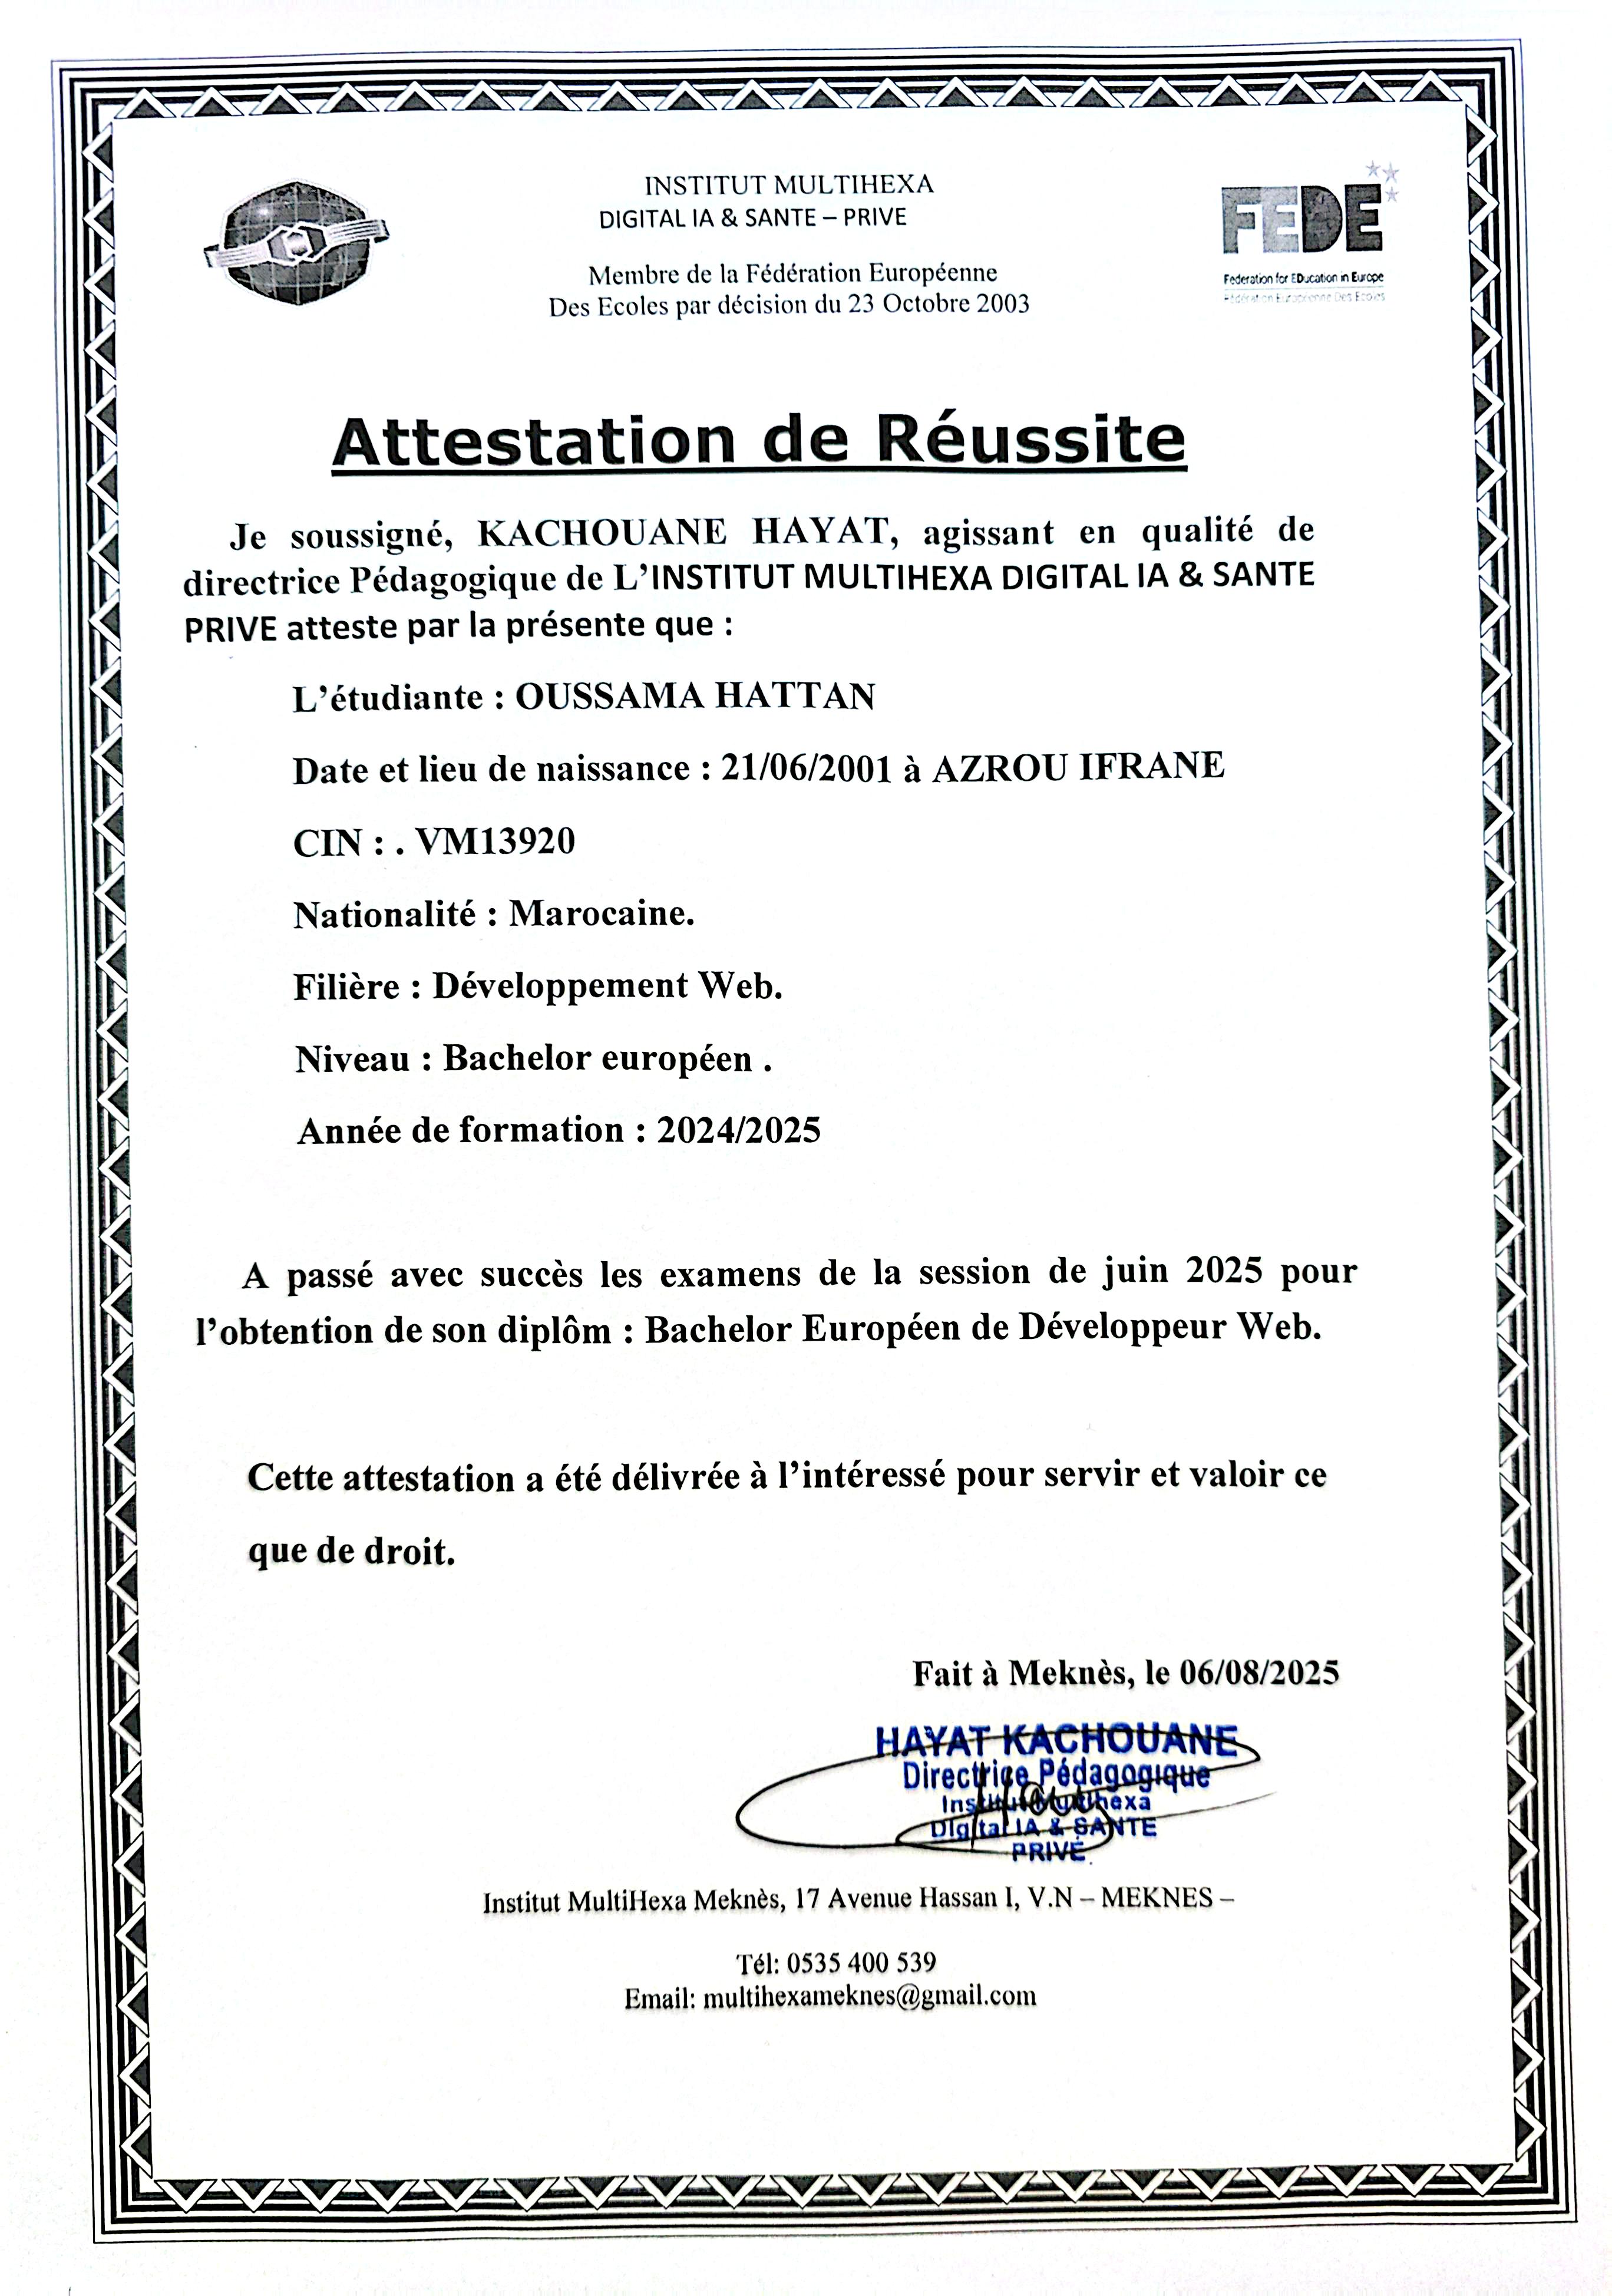 INSTITUT MULTIHEXA
DIGITAL IA & SANTE – PRIVE
Membre de la Fédération Européenne
Des Ecoles par décision du 23 Octobre 2003
FEDE
Federation for EDucation in Europe
Fédération Européenne Des Ecoles
Attestation de Réussite
Je soussigné, KACHOUANE HAYAT, agissant en qualité de
directrice Pédagogique de L’INSTITUT MULTIHEXA DIGITAL IA & SANTE
PRIVE atteste par la présente que :
L’étudiante : OUSSAMA HATTAN
Date et lieu de naissance : 21/06/2001 à AZROU IFRANE
CIN : . VM13920
Nationalité : Marocaine.
Filière : Développement Web.
Niveau : Bachelor européen .
Année de formation : 2024/2025
A passé avec succès les examens de la session de juin 2025 pour
l’obtention de son diplôm : Bachelor Européen de Développeur Web.
Cette attestation a été délivrée à l’intéressé pour servir et valoir ce
que de droit.
Fait à Meknès, le 06/08/2025
HAYAT KACHOUANE
Directrice Pédagogique
Institut Multihexa
Digital IA & SANTE
PRIVÉ
Institut MultiHexa Meknès, 17 Avenue Hassan I, V.N – MEKNES –
Tél: 0535 400 539
Email: multihexameknes@gmail.com